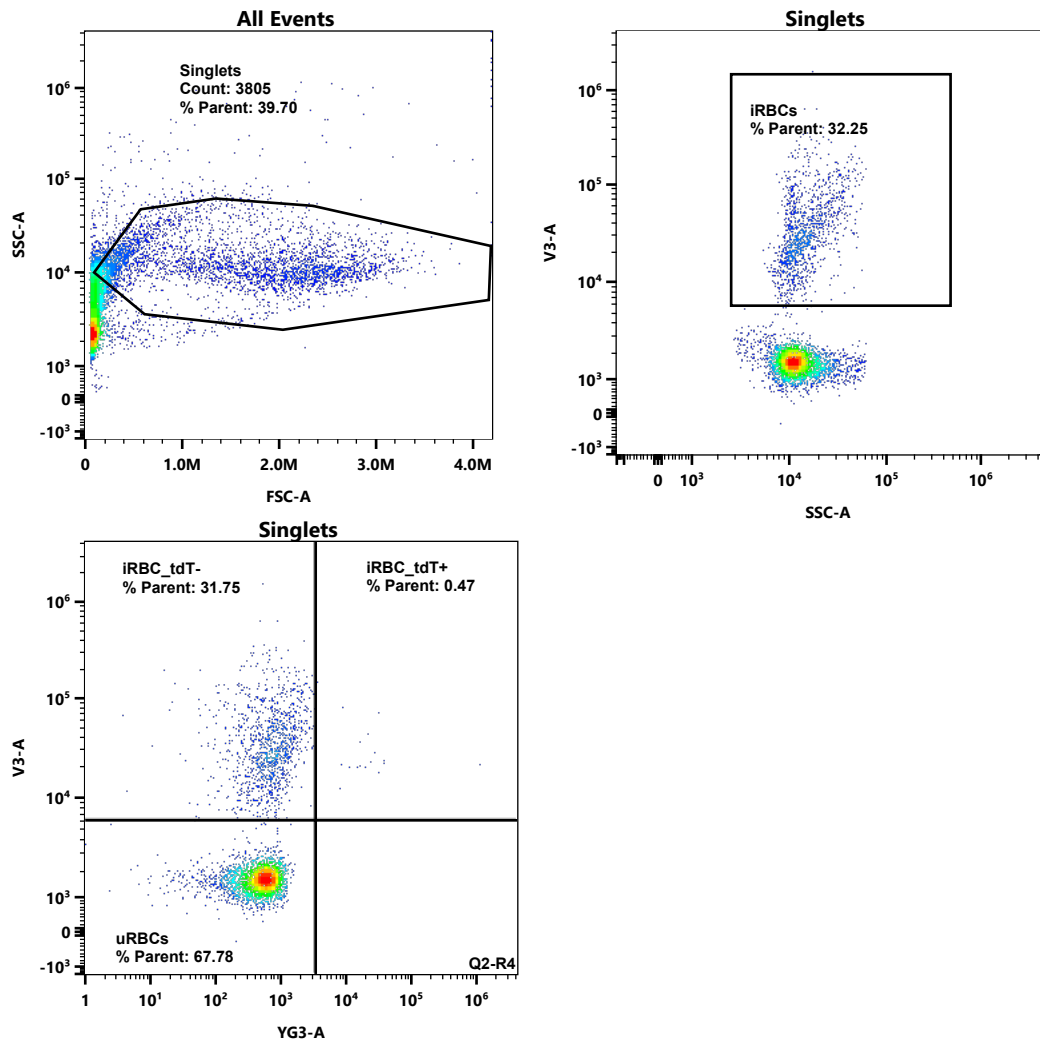 All Events
Singlets
Count: 3805
% Parent: 39.70
SSC-A
10⁶
10⁵
10⁴
10³
0
-10³
0
1.0M
2.0M
3.0M
4.0M
FSC-A
Singlets
iRBCs
% Parent: 32.25
V3-A
10⁶
10⁵
10⁴
10³
0
-10³
0
10³
10⁴
10⁵
10⁶
SSC-A
Singlets
iRBC_tdT-
% Parent: 31.75
iRBC_tdT+
% Parent: 0.47
V3-A
10⁶
10⁵
10⁴
10³
0
-10³
uRBCs
% Parent: 67.78
Q2-R4
1
10¹
10²
10³
10⁴
10⁵
10⁶
YG3-A